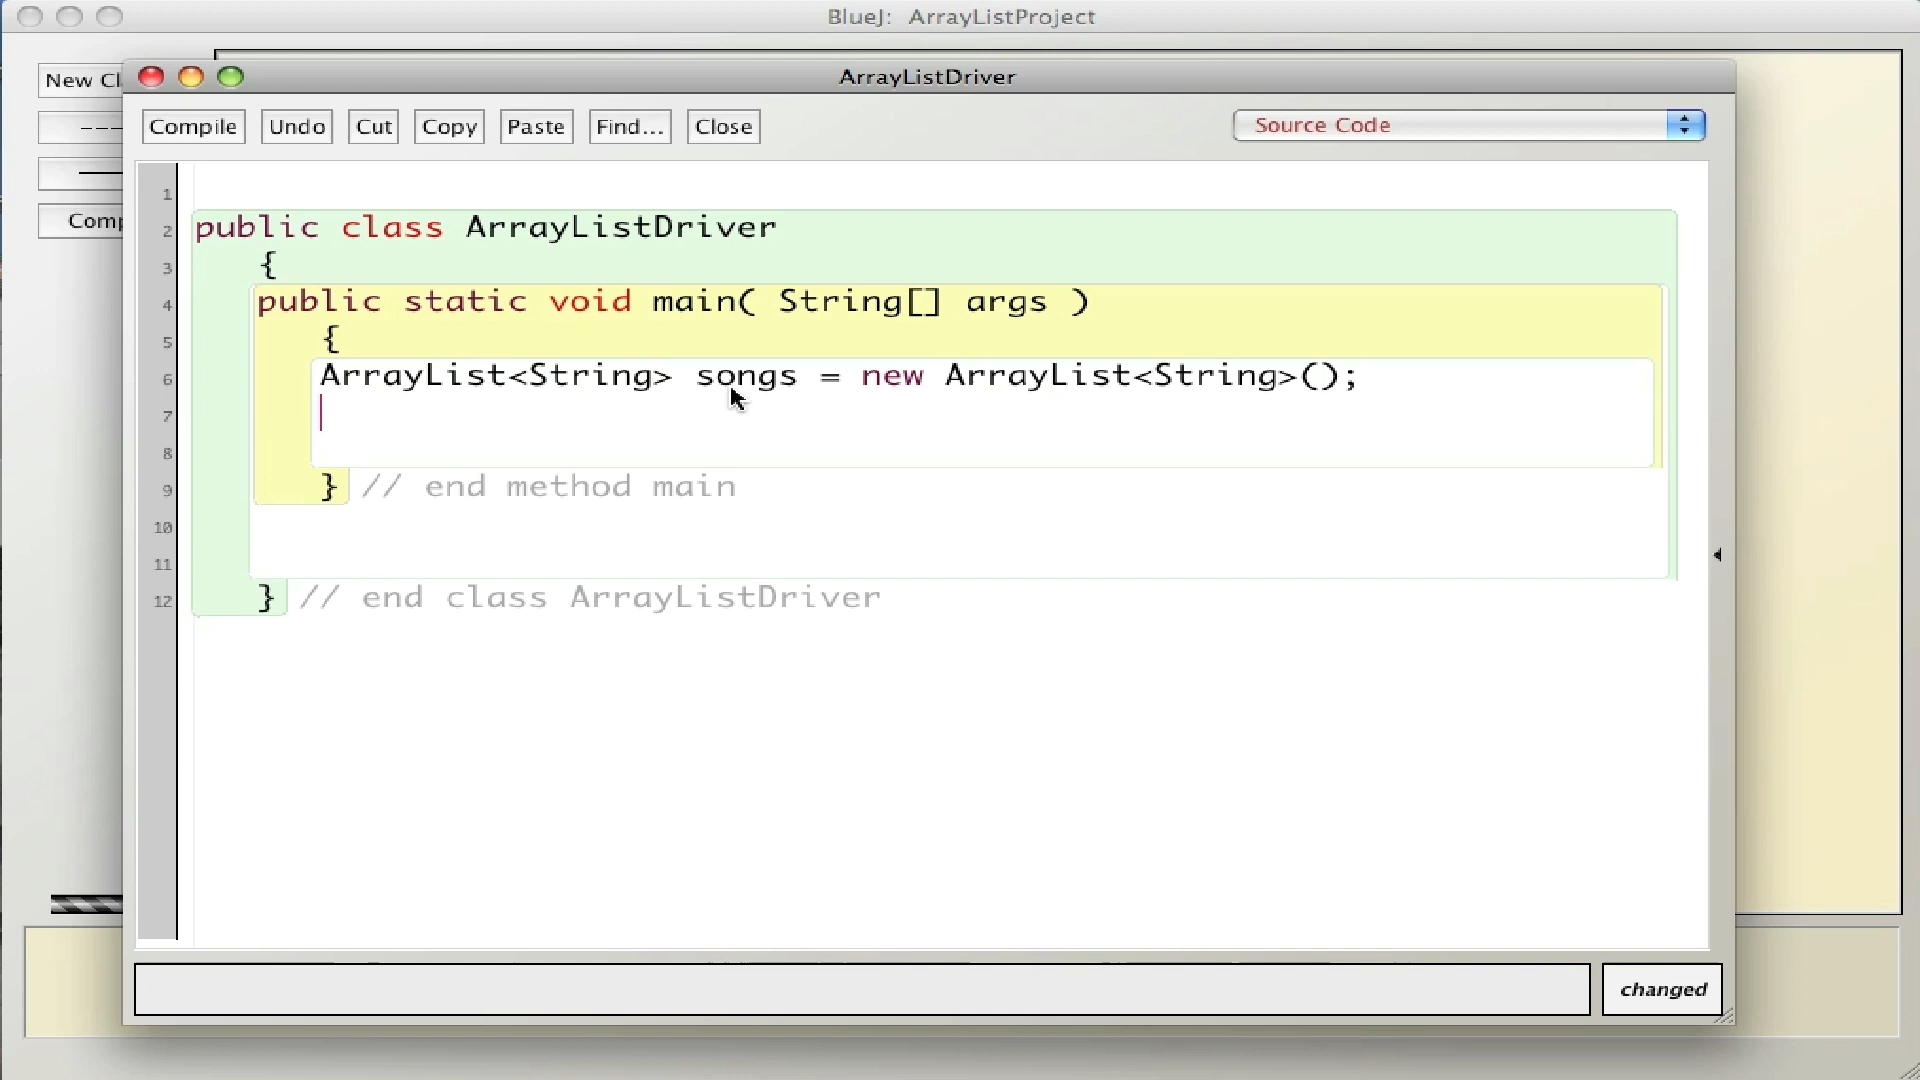 BlueJ: ArrayListProject
New Cl
ArrayListDriver
Compile Undo Cut Copy Paste Find... Close Source Code
Comp
1
2 public class ArrayListDriver
3 {
4 public static void main( String[] args )
5 {
6 ArrayList<String> songs = new ArrayList<String>();
7
8
9 } // end method main
10
11
12 } // end class ArrayListDriver
changed